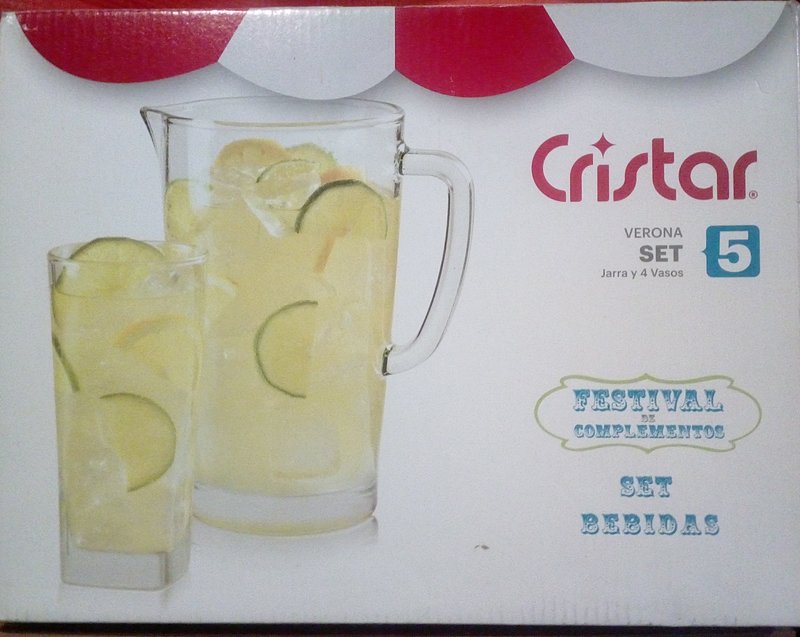 Cristar®
VERONA
SET 5
Jarra y 4 Vasos
FESTIVAL
DE
COMPLEMENTOS
SET
BEBIDAS